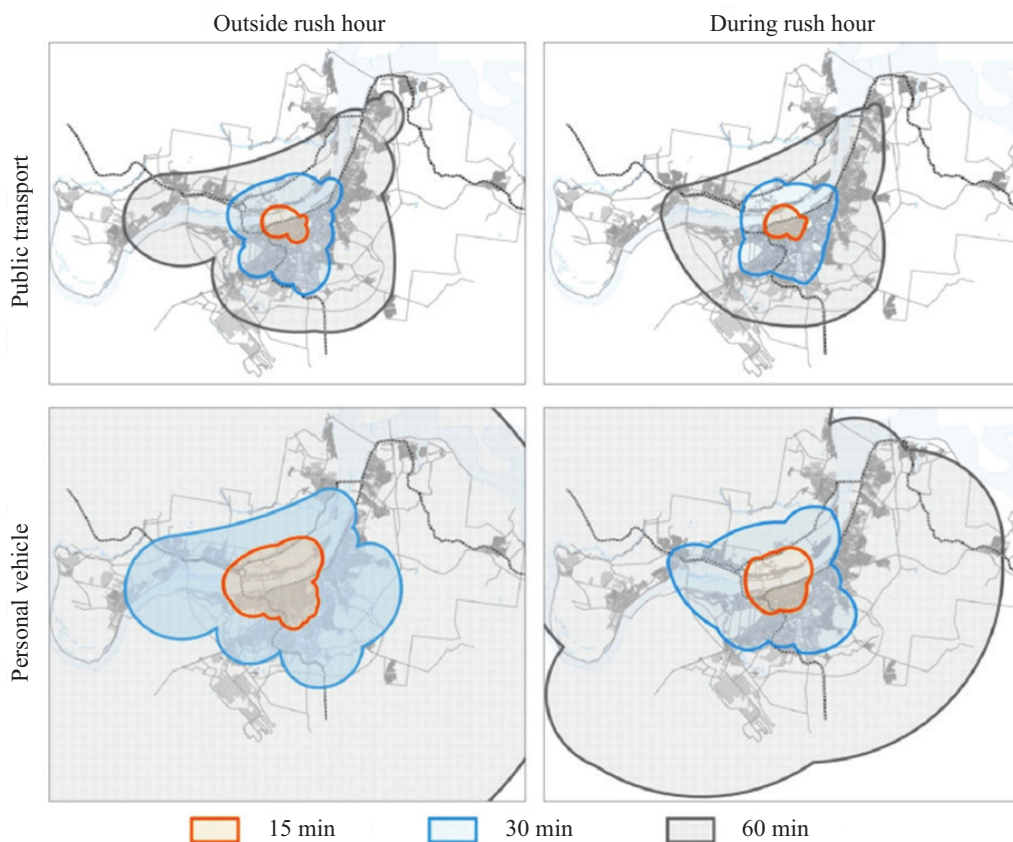 Outside rush hour
During rush hour
Public transport
Personal vehicle
15 min
30 min
60 min